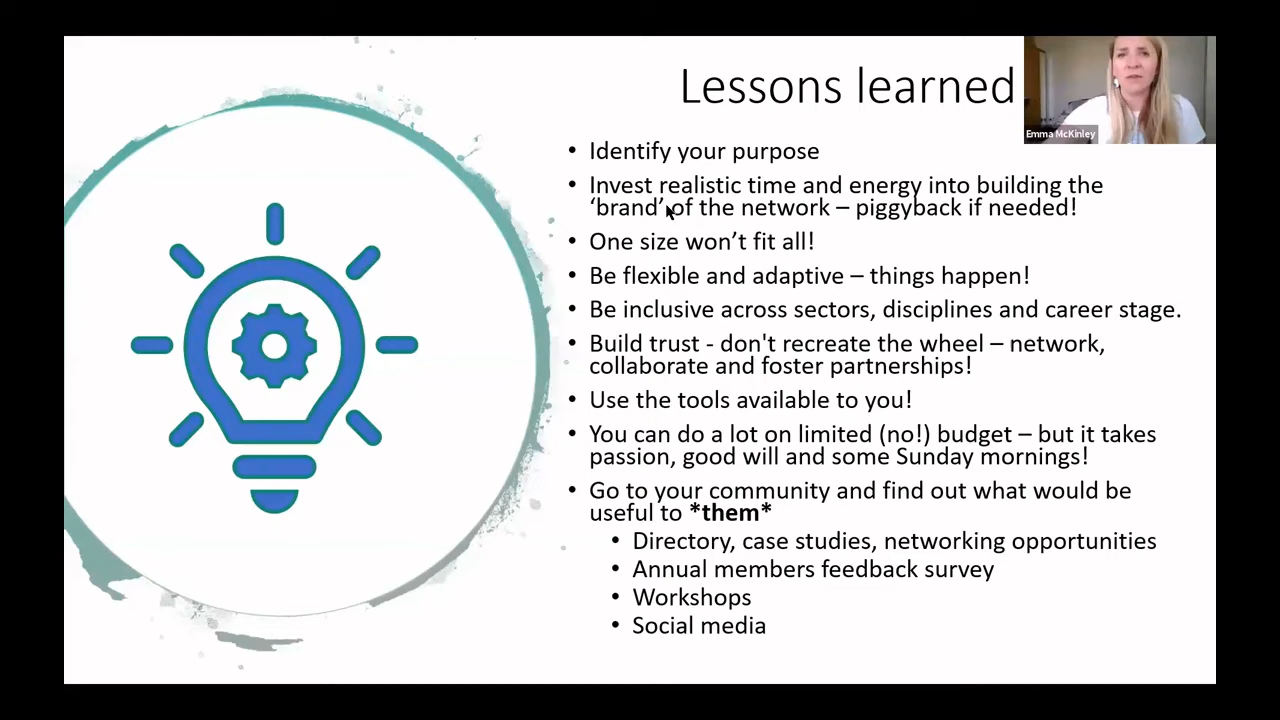 Lessons learned
Emma McKinley
• Identify your purpose
• Invest realistic time and energy into building the
‘brand’ of the network – piggyback if needed!
• One size won’t fit all!
• Be flexible and adaptive – things happen!
• Be inclusive across sectors, disciplines and career stage.
• Build trust - don't recreate the wheel – network,
collaborate and foster partnerships!
• Use the tools available to you!
• You can do a lot on limited (no!) budget – but it takes
passion, good will and some Sunday mornings!
• Go to your community and find out what would be
useful to *them*
• Directory, case studies, networking opportunities
• Annual members feedback survey
• Workshops
• Social media